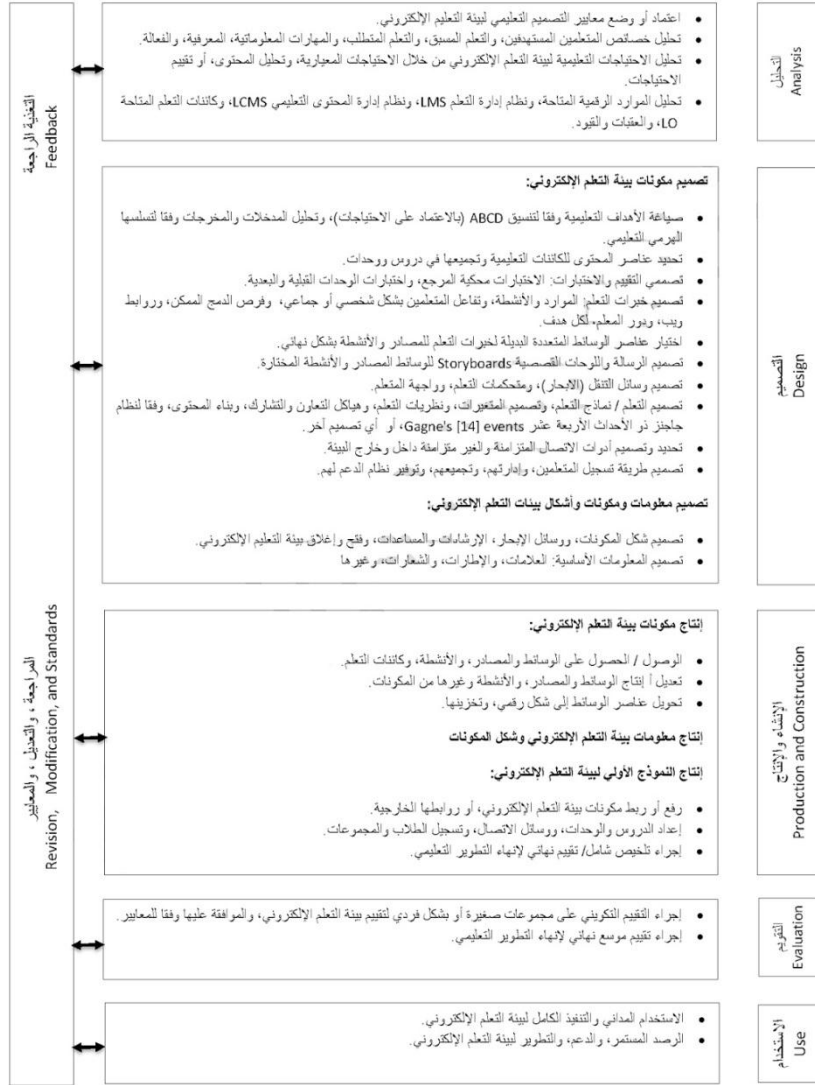 التحليل
Analysis
اعتماد أو وضع معايير التصميم التعليمي لبيئة التعليم الإلكتروني.
تحليل خصائص المتعلمين المستهدفين، والتعلم المسبق، والتعلم المتطلب، والمهارات المعلوماتية، المعرفية، والفعالة.
تحليل الاحتياجات التعليمية لبيئة التعلم الإلكتروني من خلال الاحتياجات المعيارية، وتحليل المحتوى، أو تقييم
الاحتياجات.
تحليل الموارد الرقمية المتاحة، ونظام إدارة التعلم LMS، ونظام إدارة المحتوى التعليمي LCMS، وكائنات التعلم المتاحة
LO، والعقبات والقيود.
التغذية الراجعة
Feedback
التصميم
Design
تصميم مكونات بيئة التعلم الإلكتروني:
صياغة الأهداف التعليمية وفقا لتنسيق ABCD (بالاعتماد على الاحتياجات)، وتحليل المدخلات والمخرجات وفقا لتسلسها
الهرمي التعليمي.
تحديد عناصر المحتوى للكائنات التعليمية وتجميعها في دروس ووحدات.
تصممي التقييم والاختبارات: الاختبارات محكية المرجع، واختبارات الوحدات القبلية والبعدية.
تصميم خبرات التعلم: الموارد والأنشطة، وتفاعل المتعلمين بشكل شخصي أو جماعي، وفرص الدمج الممكن، وروابط
ويب، ودور المعلم، لكل هدف.
اختيار عناصر الوسائط المتعددة البديلة لخبرات التعلم للمصادر والأنشطة بشكل نهائي.
تصميم الرسالة واللوحات القصصية Storyboards للوسائط المصادر والأنشطة المختارة.
تصميم وسائل التنقل (الابحار)، ومتحكمات التعلم، وواجهة المتعلم.
تصميم التعلم / نماذج التعلم، وتصميم المتغيرات، ونظريات التعلم، وهياكل التعاون والتشارك، وبناء المحتوى، وفقا لنظام
جاجنز ذو الأحداث الأربعة عشر Gagne's [14] events، أو أي تصميم آخر.
تحديد وتصميم أدوات الاتصال المتزامنة والغير متزامنة داخل وخارج البيئة.
تصميم طريقة تسجيل المتعلمين، وإدارتهم، وتجميعهم، وتوفير نظام الدعم لهم.
تصميم معلومات ومكونات وأشكال بيئات التعلم الإلكتروني:
تصميم شكل المكونات، ووسائل الإبحار، الإرشادات والمساعدات، وفتح وإغلاق بيئة التعليم الإلكتروني.
تصميم المعلومات الأساسية: العلامات، والإطارات، والشعارات، وغيرها
الإنشاء والإنتاج
Production and Construction
إنتاج مكونات بيئة التعلم الإلكتروني:
الوصول / الحصول على الوسائط والمصادر، والأنشطة، وكائنات التعلم.
تعديل أ إنتاج الوسائط والمصادر، والأنشطة وغيرها من المكونات.
تحويل عناصر الوسائط إلى شكل رقمي، وتخزينها.
إنتاج معلومات بيئة التعلم الإلكتروني وشكل المكونات
إنتاج النموذج الأولي لبيئة التعلم الإلكتروني:
رفع أو ربط مكونات بيئة التعلم الإلكتروني، أو روابطها الخارجية.
إعداد الدروس والوحدات، ووسائل الاتصال، وتسجيل الطلاب والمجموعات.
إجراء تلخيص شامل/ تقييم نهائي لإنهاء التطوير التعليمي.
المراجعة ، والتعديل ، والمعايير
Revision, Modification, and Standards
التقويم
Evaluation
إجراء التقييم التكويني على مجموعات صغيرة أو بشكل فردي لتقييم بيئة التعلم الإلكتروني، والموافقة عليها وفقا للمعايير.
إجراء تقييم موسع نهائي لإنهاء التطوير التعليمي.
الاستخدام
Use
الاستخدام المداني والتنفيذ الكامل لبيئة التعلم الإلكتروني.
الرصد المستمر، والدعم، والتطوير لبيئة التعلم الإلكتروني.